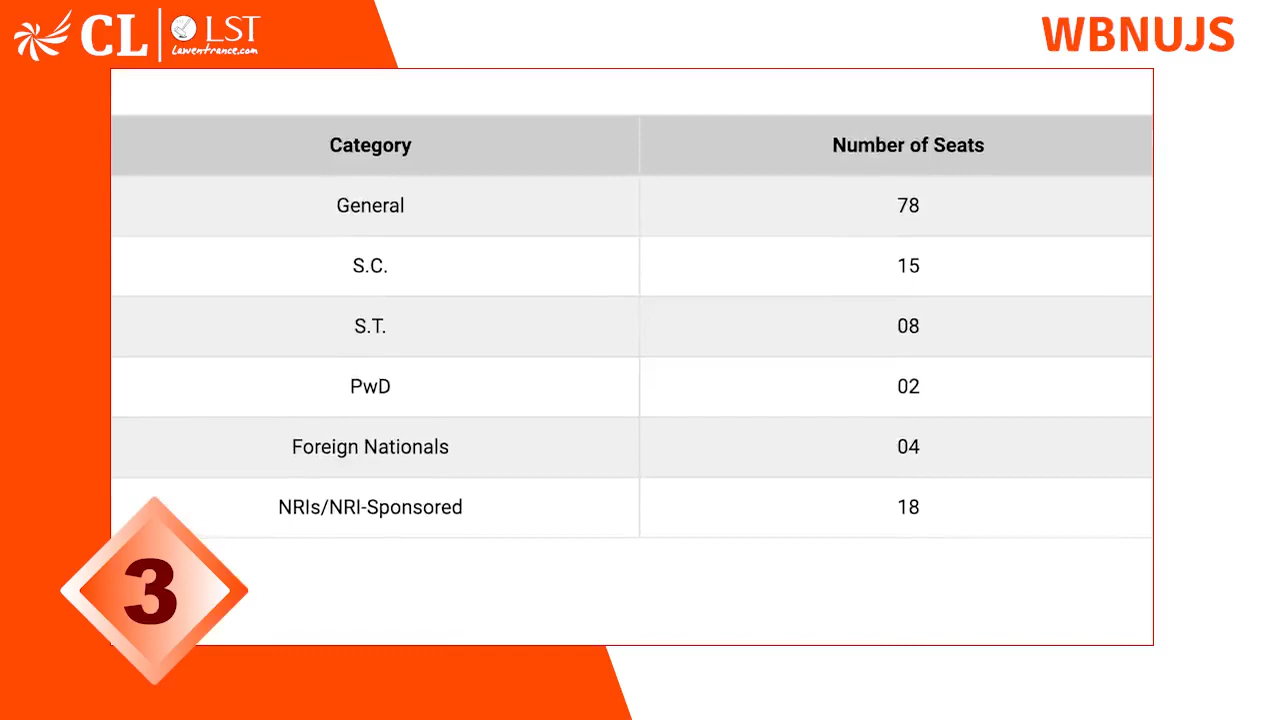 CL LST
Lawentrance.com
WBNUJS
Category Number of Seats
General 78
S.C. 15
S.T. 08
PwD 02
Foreign Nationals 04
NRIs/NRI-Sponsored 18
3